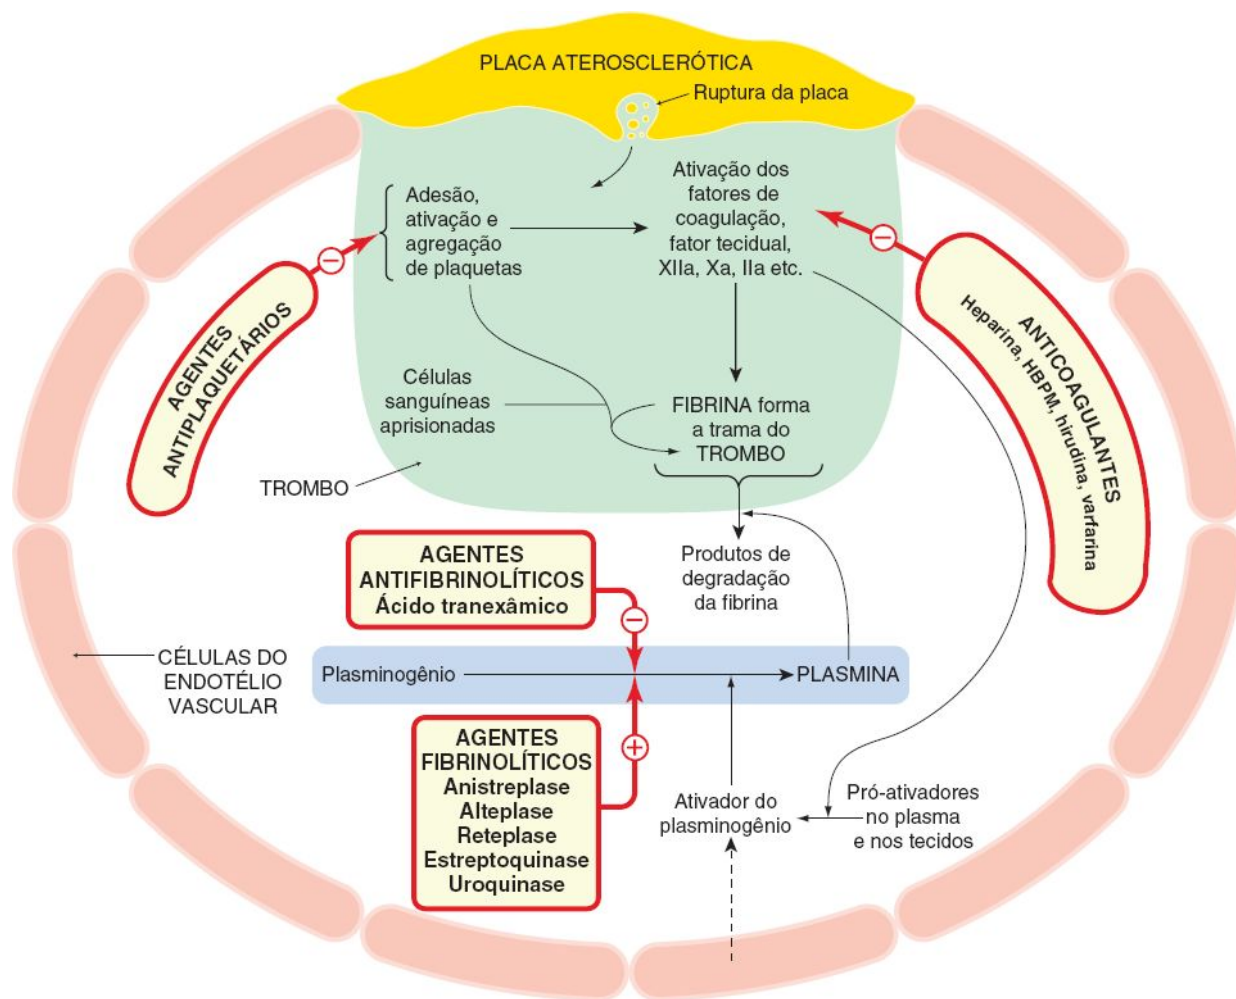 PLACA ATEROSCLERÓTICA
Ruptura da placa
Adesão,
ativação e
agregação
de plaquetas
Ativação dos
fatores de
coagulação,
fator tecidual,
XIIa, Xa, IIa etc.
−
−
AGENTES
ANTIPLAQUETÁRIOS
ANTICOAGULANTES
Heparina, HBPM, hirudina, varfarina
Células
sanguíneas
aprisionadas
FIBRINA forma
a trama do
TROMBO
TROMBO
AGENTES
ANTIFIBRINOLÍTICOS
Ácido tranexâmico
−
Produtos de
degradação
da fibrina
CÉLULAS DO
ENDOTÉLIO
VASCULAR
Plasminogênio
PLASMINA
AGENTES
FIBRINOLÍTICOS
Anistreplase
Alteplase
Reteplase
Estreptoquinase
Uroquinase
+
Ativador do
plasminogênio
Pró-ativadores
no plasma
e nos tecidos